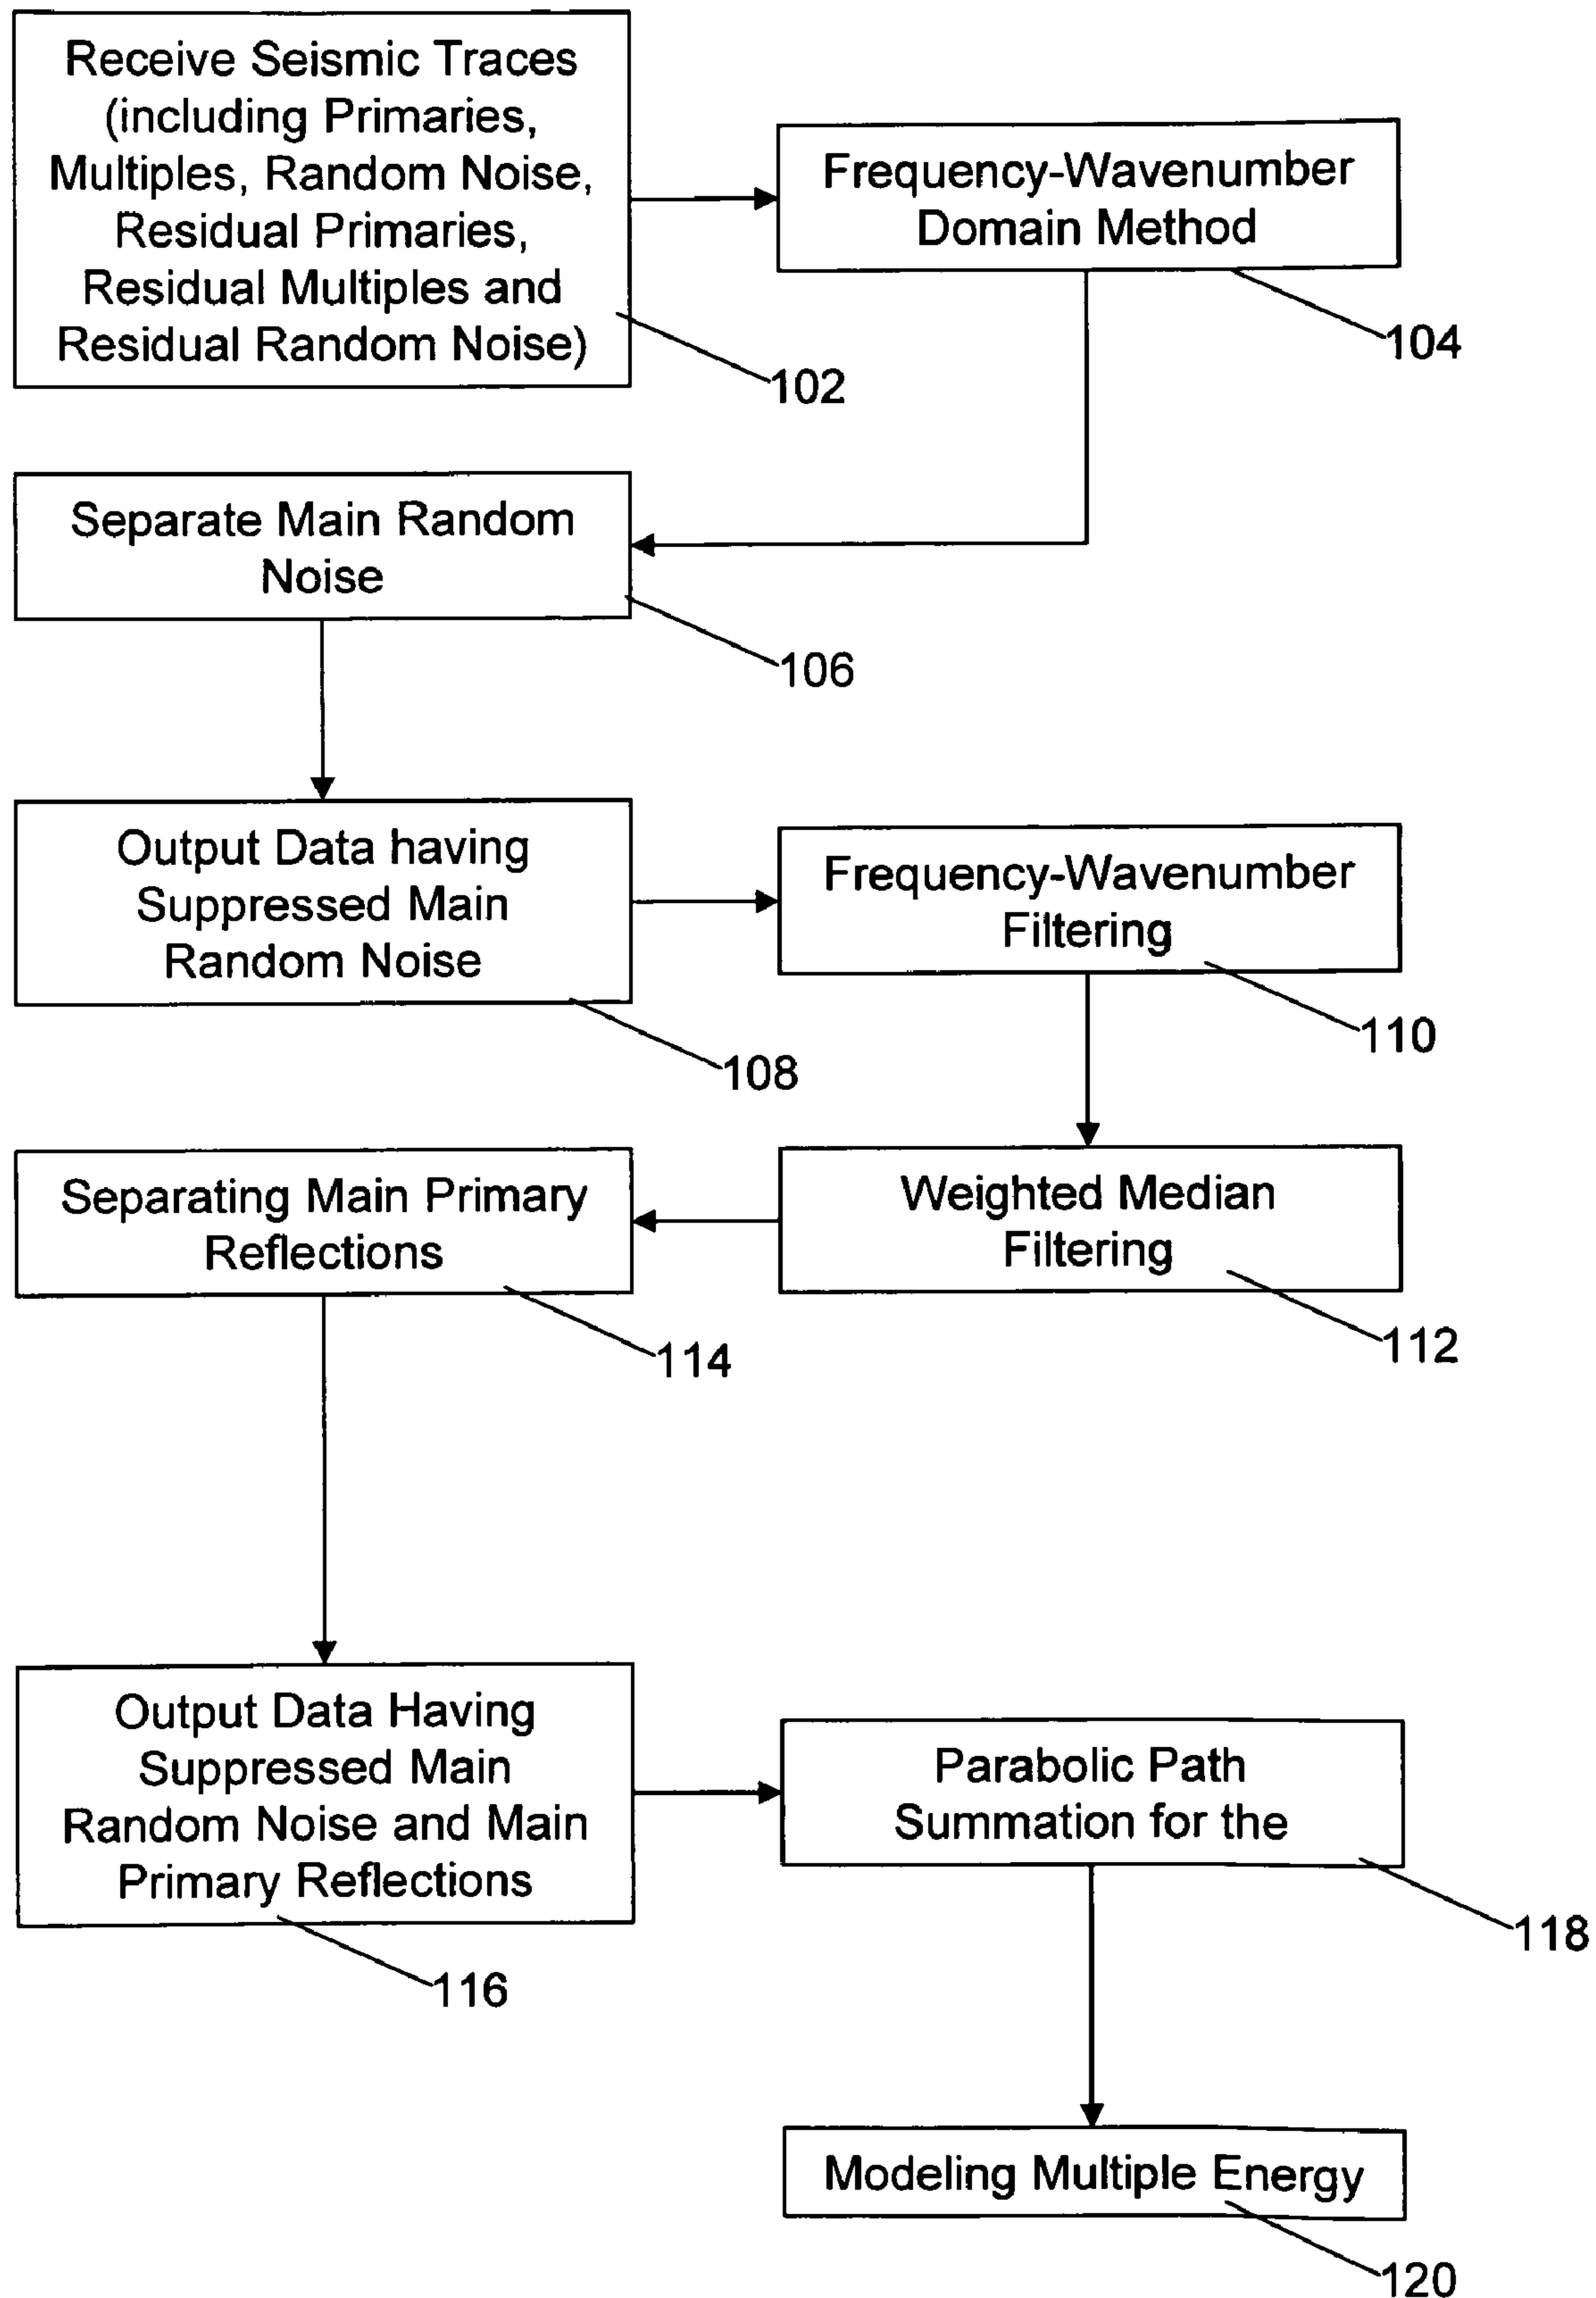 Receive Seismic Traces
(including Primaries,
Multiples, Random Noise,
Residual Primaries,
Residual Multiples and
Residual Random Noise)
102
Frequency-Wavenumber
Domain Method
104
Separate Main Random
Noise
106
Output Data having
Suppressed Main
Random Noise
108
Frequency-Wavenumber
Filtering
110
Weighted Median
Filtering
112
Separating Main Primary
Reflections
114
Output Data Having
Suppressed Main
Random Noise and Main
Primary Reflections
116
Parabolic Path
Summation for the
118
Modeling Multiple Energy
120